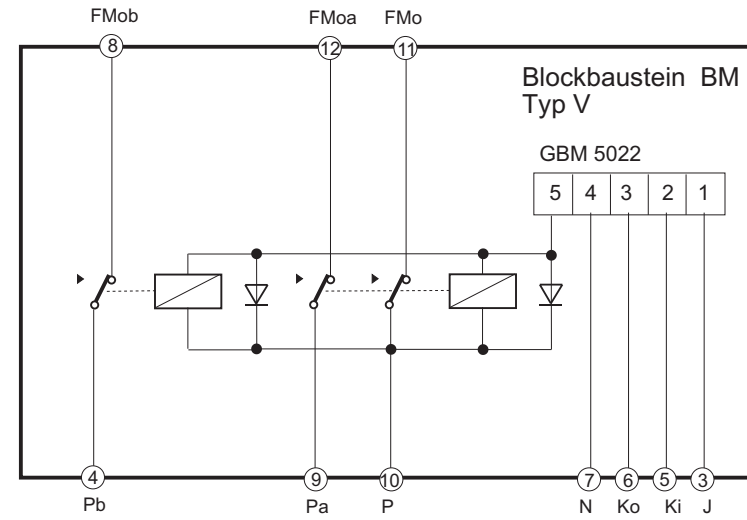 FMob FMoa FMo
8 12 11
Blockbaustein BM
Typ V
GBM 5022
5 4 3 2 1
4 9 10 7 6 5 3
Pb Pa P N Ko Ki J